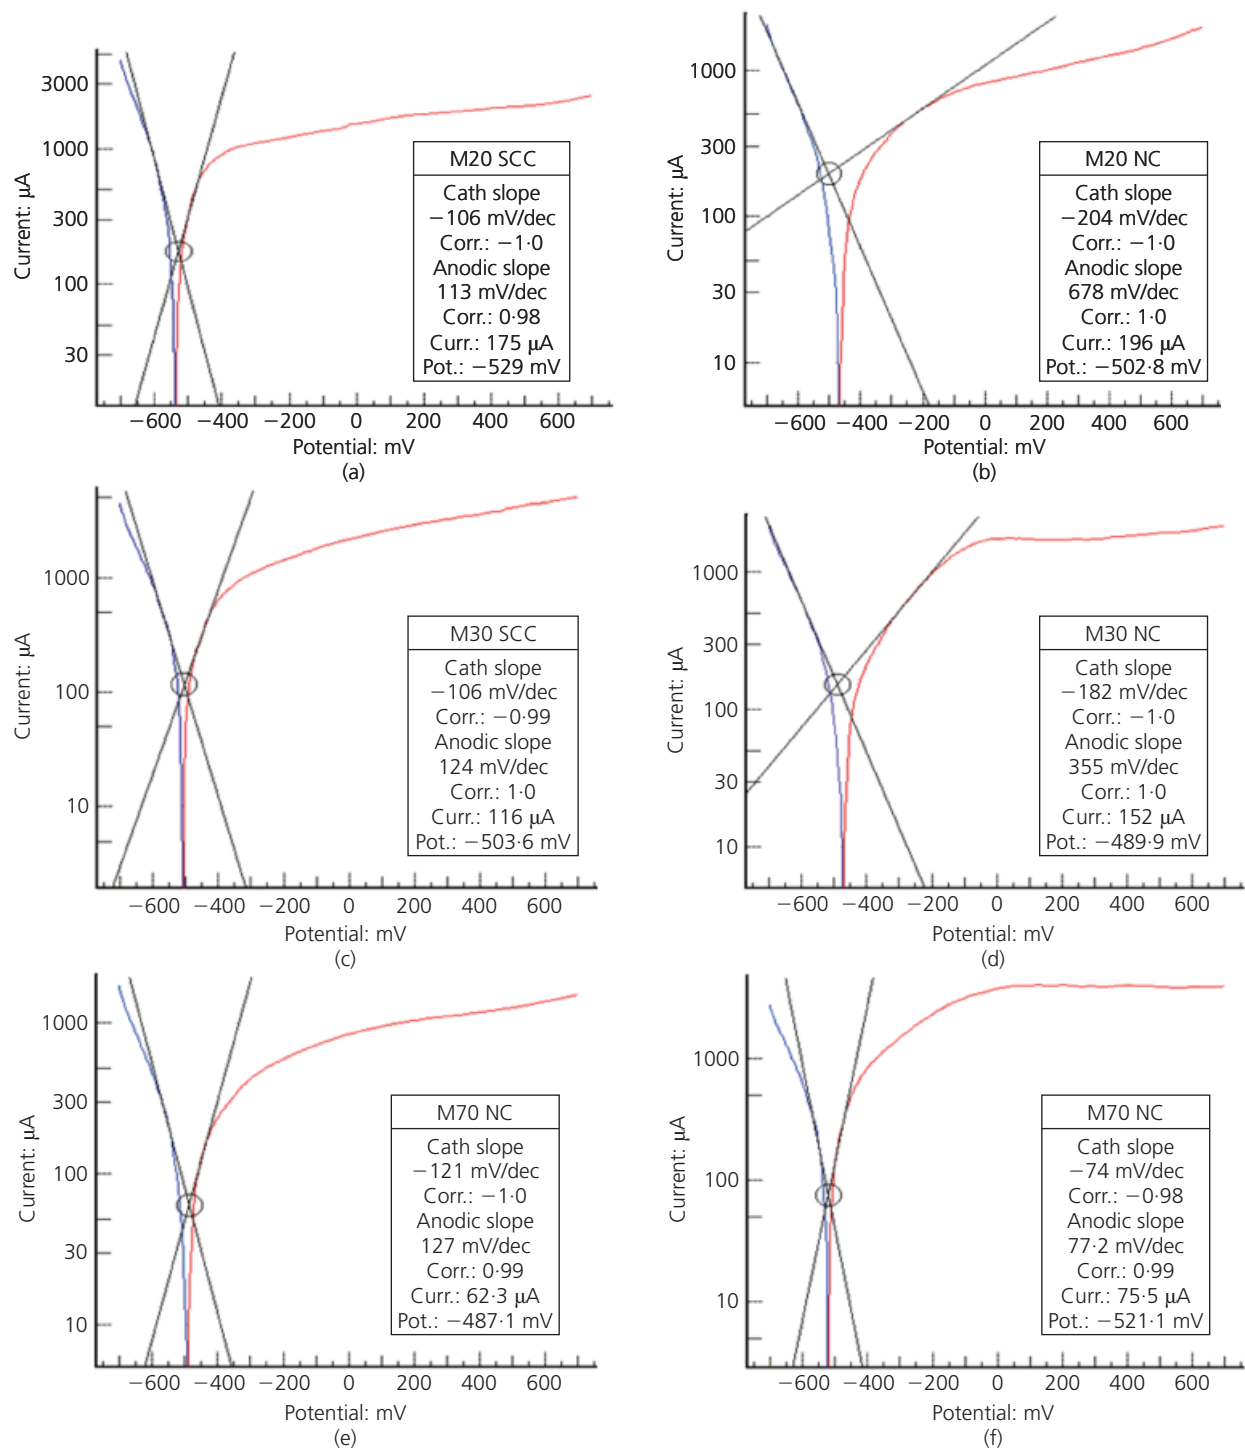 3000
1000
300
100
30
Current: µA
M20 SCC
Cath slope
−106 mV/dec
Corr.: −1·0
Anodic slope
113 mV/dec
Corr.: 0·98
Curr.: 175 µA
Pot.: −529 mV
−600 −400 −200 0 200 400 600
Potential: mV
(a)
1000
300
100
30
10
Current: µA
M20 NC
Cath slope
−204 mV/dec
Corr.: −1·0
Anodic slope
678 mV/dec
Corr.: 1·0
Curr.: 196 µA
Pot.: −502·8 mV
−600 −400 −200 0 200 400 600
Potential: mV
(b)
1000
100
10
Current: µA
M30 SCC
Cath slope
−106 mV/dec
Corr.: −0·99
Anodic slope
124 mV/dec
Corr.: 1·0
Curr.: 116 µA
Pot.: −503·6 mV
−600 −400 −200 0 200 400 600
Potential: mV
(c)
1000
300
100
30
10
Current: µA
M30 NC
Cath slope
−182 mV/dec
Corr.: −1·0
Anodic slope
355 mV/dec
Corr.: 1·0
Curr.: 152 µA
Pot.: −489·9 mV
−600 −400 −200 0 200 400 600
Potential: mV
(d)
1000
300
100
30
10
Current: µA
M70 NC
Cath slope
−121 mV/dec
Corr.: −1·0
Anodic slope
127 mV/dec
Corr.: 0·99
Curr.: 62·3 µA
Pot.: −487·1 mV
−600 −400 −200 0 200 400 600
Potential: mV
(e)
1000
100
10
Current: µA
M70 NC
Cath slope
−74 mV/dec
Corr.: −0·98
Anodic slope
77·2 mV/dec
Corr.: 0·99
Curr.: 75·5 µA
Pot.: −521·1 mV
−600 −400 −200 0 200 400 600
Potential: mV
(f)